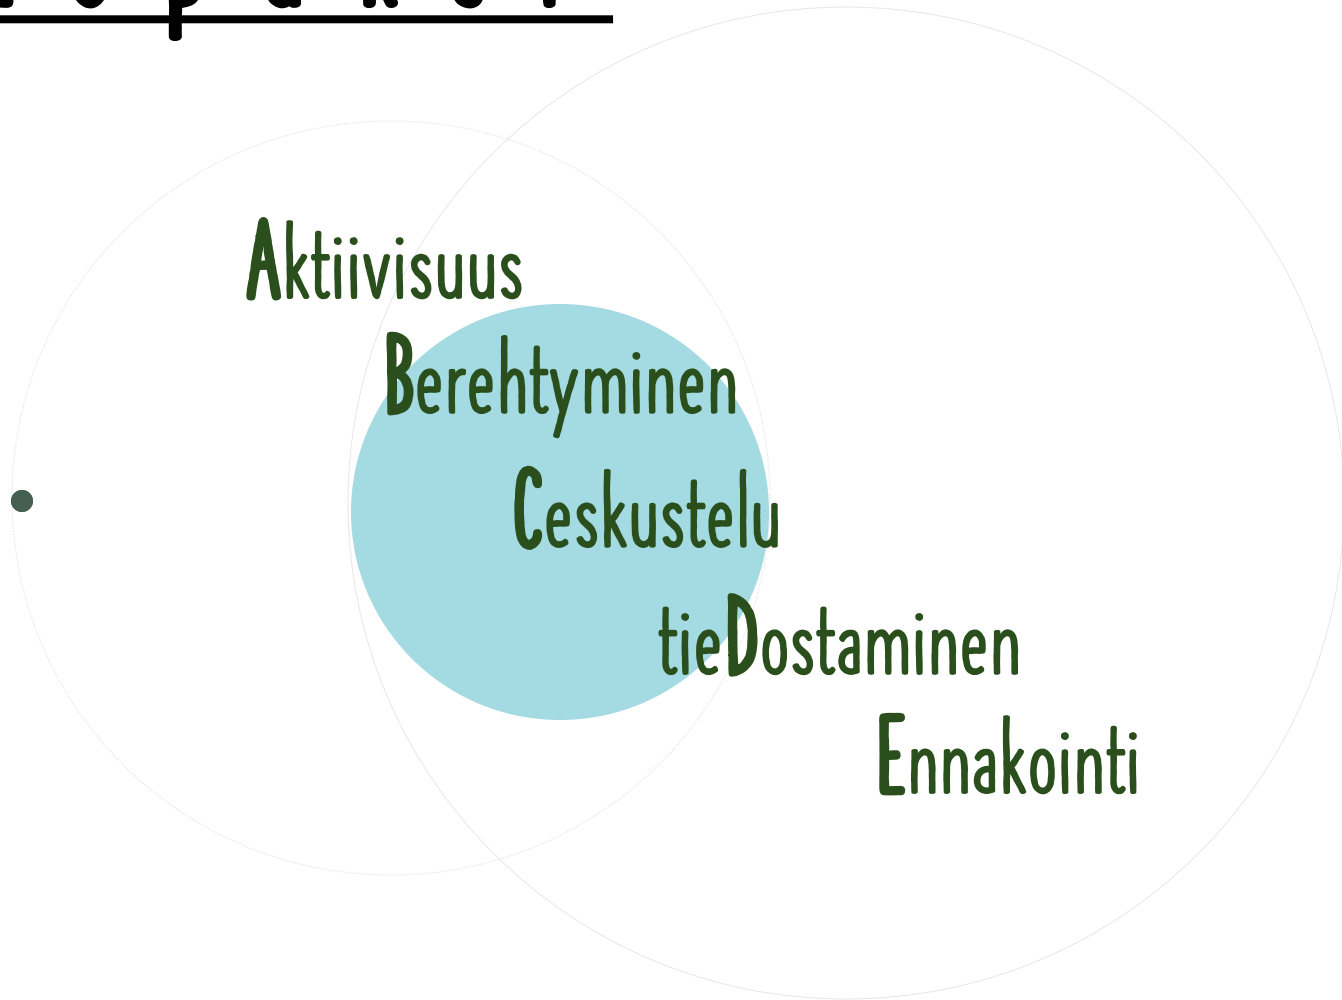 Aktiivisuus
Berehtyminen
Ceskustelu
tieDostaminen
Ennakointi